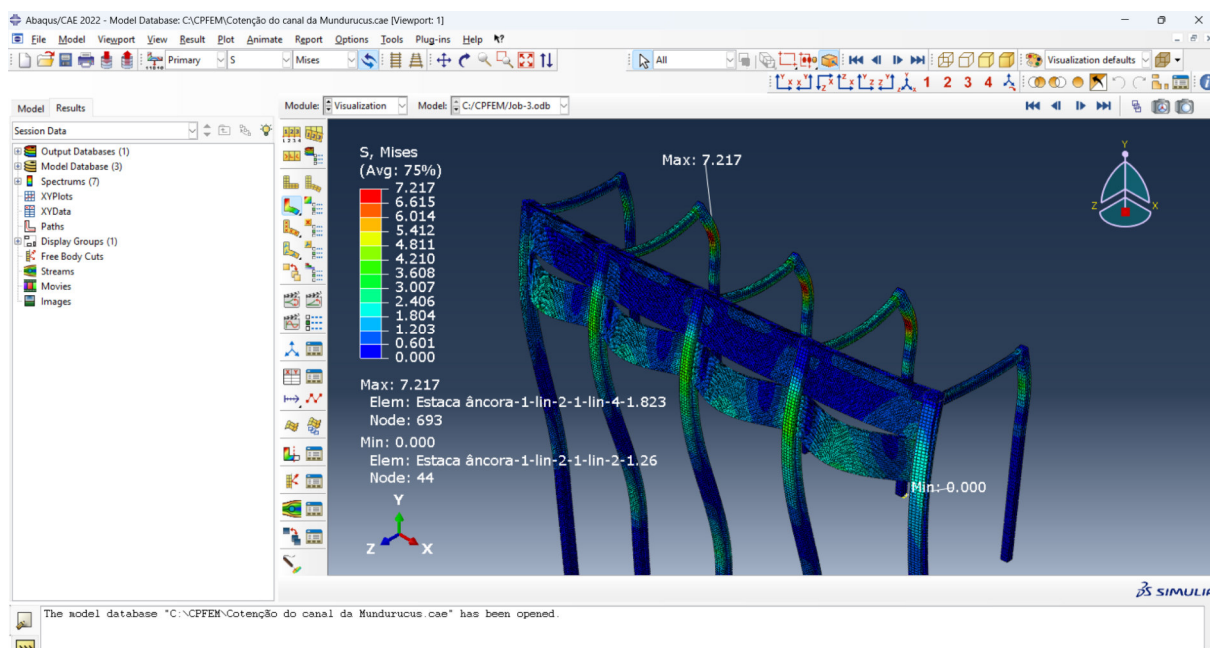 Abaqus/CAE 2022 - Model Database: C:\CPFEM\Cotenção do canal da Mundurucus.cae [Viewport: 1]
File Model Viewport View Result Plot Animate Report Options Tools Plug-ins Help
Primary S Mises All Visualization defaults
1 2 3 4
Model Results Module: Visualization Model: C:/CPFEM/Job-3.odb
Session Data
Output Databases (1)
Model Database (3)
Spectrums (7)
XYPlots
XYData
Paths
Display Groups (1)
Free Body Cuts
Streams
Movies
Images
S, Mises
(Avg: 75%)
7.217
6.615
6.014
5.412
4.811
4.210
3.608
3.007
2.406
1.804
1.203
0.601
0.000
Max: 7.217
Elem: Estaca âncora-1-lin-2-1-lin-4-1.823
Node: 693
Min: 0.000
Elem: Estaca âncora-1-lin-2-1-lin-2-1.26
Node: 44
Max: 7.217
Min: 0.000
Y
Z X
Y
Z X
SIMULIA
The model database "C:\CPFEM\Cotenção do canal da Mundurucus.cae" has been opened.